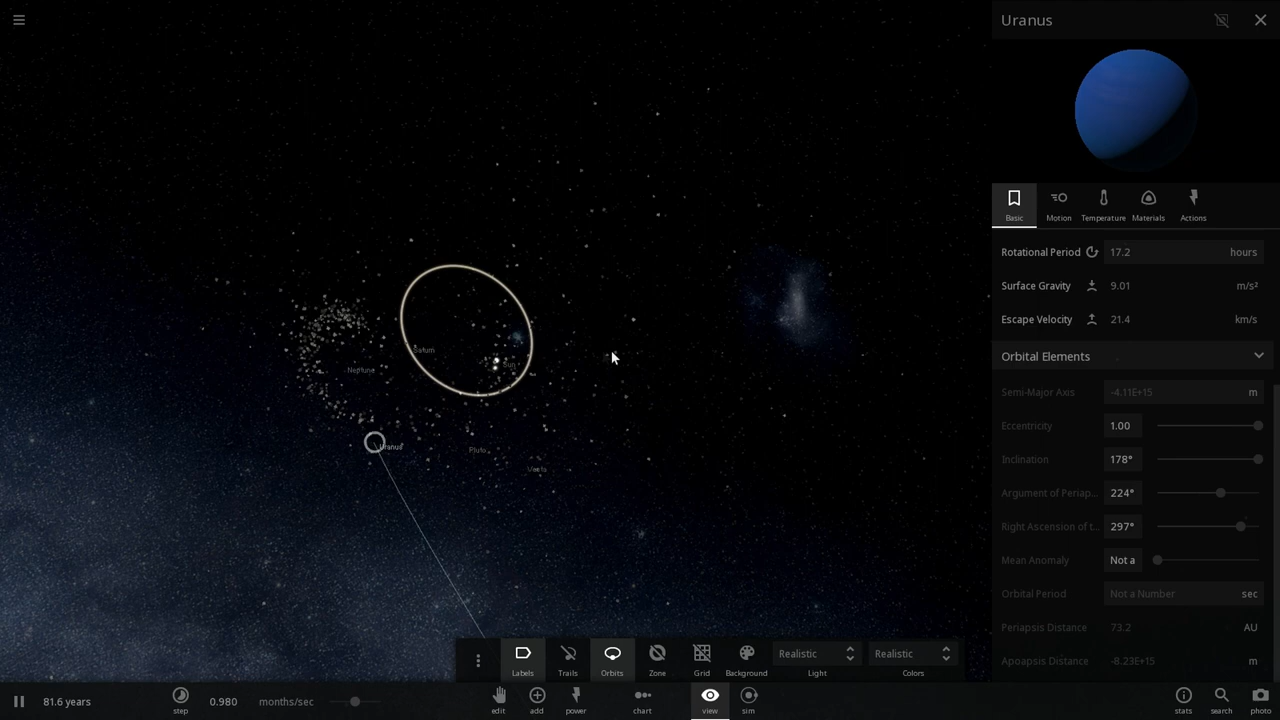 Uranus
Basic
Motion
Temperature
Materials
Actions
Rotational Period 17.2 hours
Surface Gravity 9.01 m/s²
Escape Velocity 21.4 km/s
Orbital Elements
Semi-Major Axis -4.11E+15 m
Eccentricity 1.00
Inclination 178°
Argument of Periap... 224°
Right Ascension of t... 297°
Mean Anomaly Not a
Orbital Period Not a Number sec
Periapsis Distance 73.2 AU
Apoapsis Distance -8.23E+15 m
Saturn
Sun
Neptune
Uranus
Pluto
Labels
Trails
Orbits
Zone
Grid
Background
Realistic
Light
Realistic
Colors
81.6 years
step
0.980 months/sec
edit
add
power
chart
view
sim
stats
search
photo